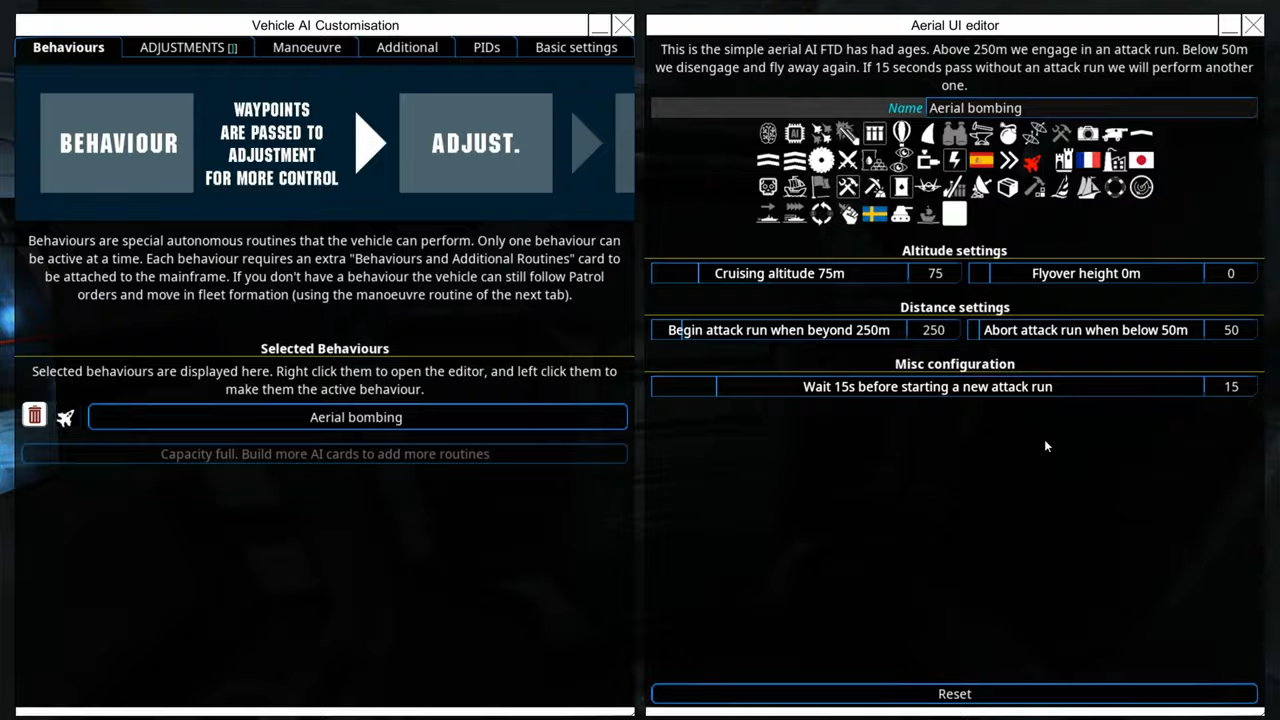 Vehicle AI Customisation
Behaviours
ADJUSTMENTS []
Manoeuvre
Additional
PIDs
Basic settings
BEHAVIOUR
WAYPOINTS
ARE PASSED TO
ADJUSTMENT
FOR MORE CONTROL
ADJUST.
Behaviours are special autonomous routines that the vehicle can perform. Only one behaviour can
be active at a time. Each behaviour requires an extra "Behaviours and Additional Routines" card to
be attached to the mainframe. If you don't have a behaviour the vehicle can still follow Patrol
orders and move in fleet formation (using the manoeuvre routine of the next tab).
Selected Behaviours
Selected behaviours are displayed here. Right click them to open the editor, and left click them to
make them the active behaviour.
Aerial bombing
Capacity full. Build more AI cards to add more routines
Aerial UI editor
This is the simple aerial AI FTD has had ages. Above 250m we engage in an attack run. Below 50m
we disengage and fly away again. If 15 seconds pass without an attack run we will perform another
one.
Name Aerial bombing
AI
Altitude settings
Cruising altitude 75m 75
Flyover height 0m 0
Distance settings
Begin attack run when beyond 250m 250
Abort attack run when below 50m 50
Misc configuration
Wait 15s before starting a new attack run 15
Reset